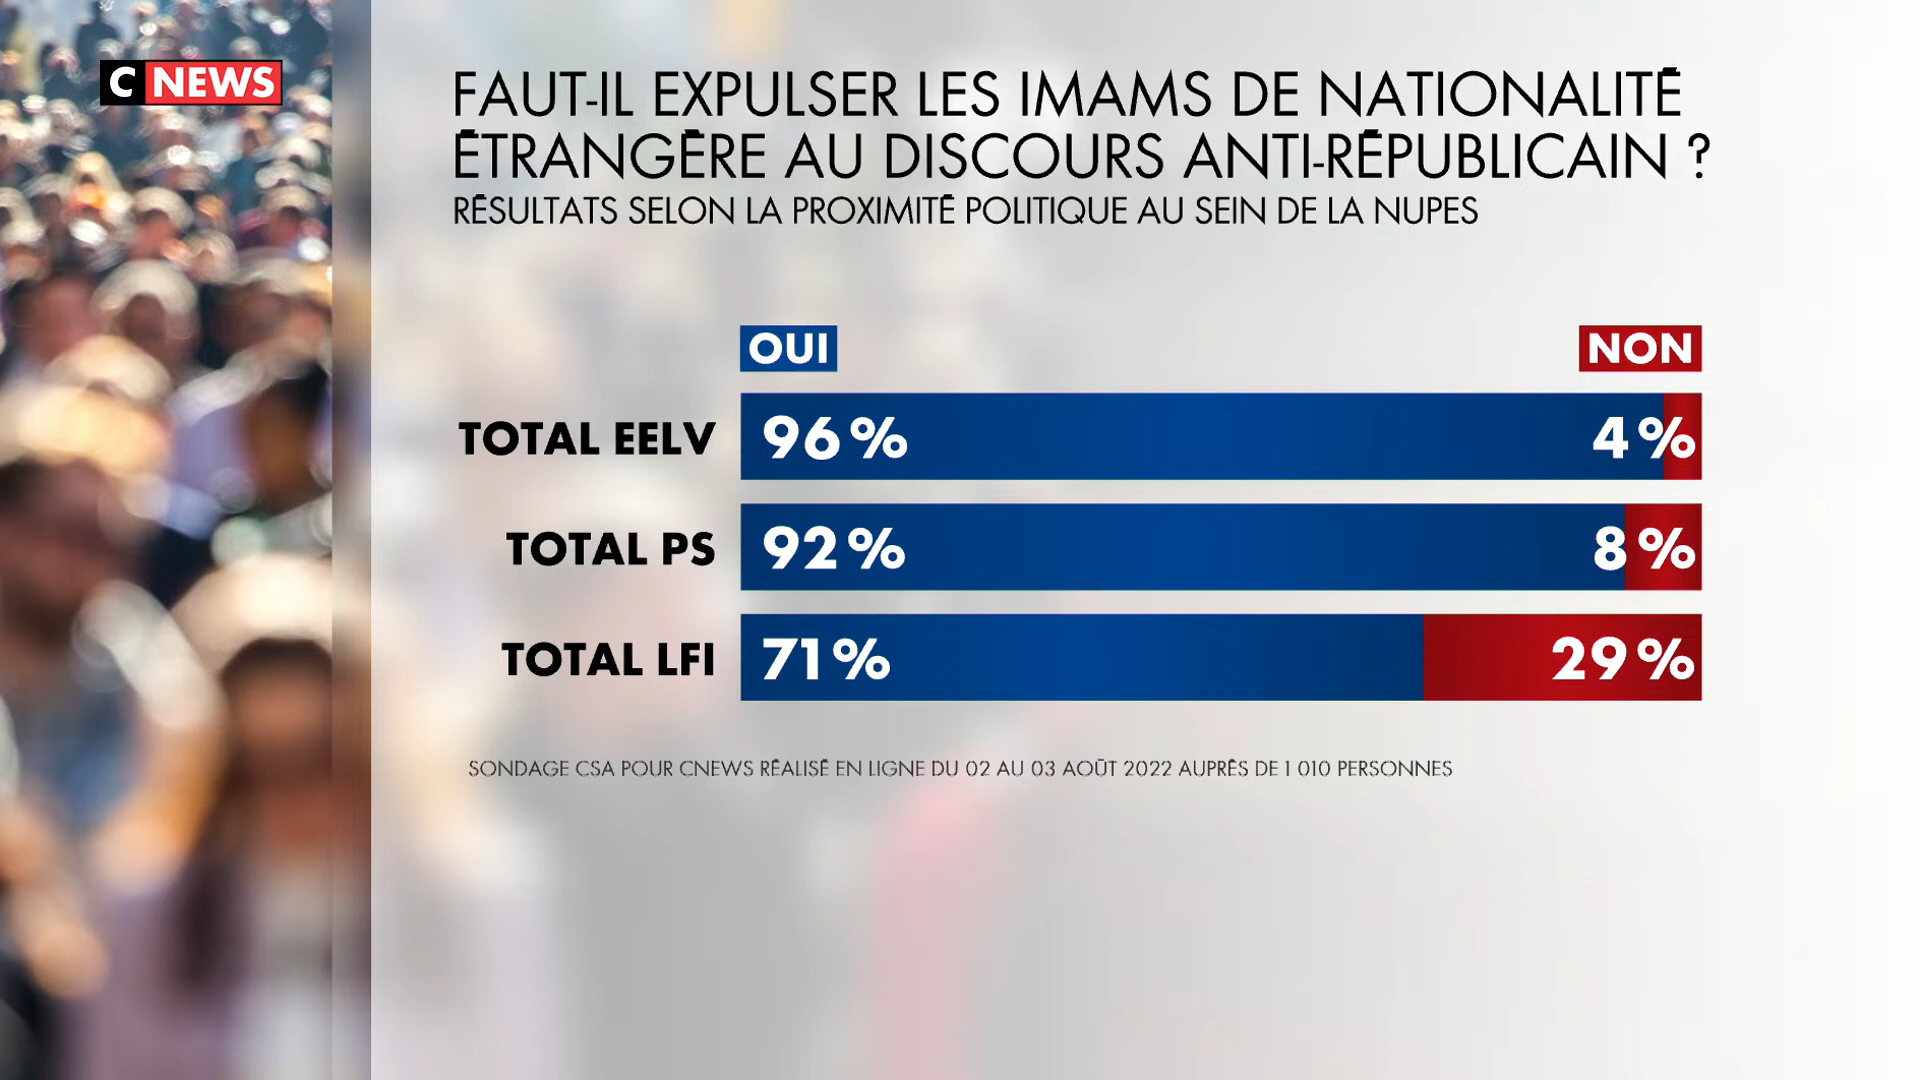 CNEWS
FAUT-IL EXPULSER LES IMAMS DE NATIONALITÉ
ÉTRANGÈRE AU DISCOURS ANTI-RÉPUBLICAIN ?
RÉSULTATS SELON LA PROXIMITÉ POLITIQUE AU SEIN DE LA NUPES
OUI NON
TOTAL EELV 96 % 4 %
TOTAL PS 92 % 8 %
TOTAL LFI 71 % 29 %
SONDAGE CSA POUR CNEWS RÉALISÉ EN LIGNE DU 02 AU 03 AOÛT 2022 AUPRÈS DE 1 010 PERSONNES